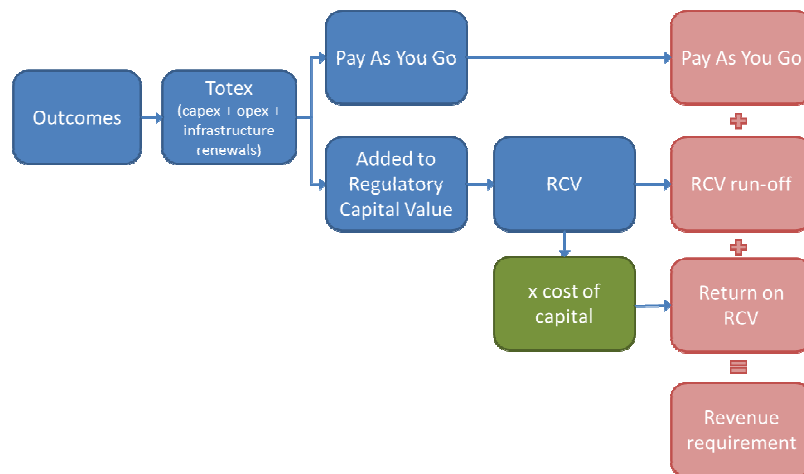 Outcomes
Totex
(capex + opex +
infrastructure
renewals)
Pay As You Go
Pay As You Go
+
Added to
Regulatory
Capital Value
RCV
RCV run-off
+
x cost of
capital
Return on
RCV
=
Revenue
requirement